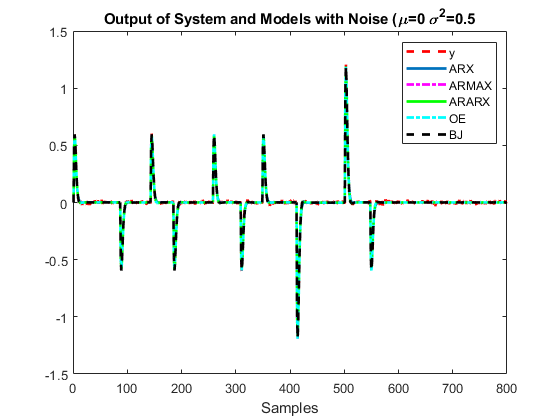 Output of System and Models with Noise (μ=0 σ²=0.5
1.5
1
0.5
0
-0.5
-1
-1.5
y
ARX
ARMAX
ARARX
OE
BJ
0 100 200 300 400 500 600 700 800
Samples